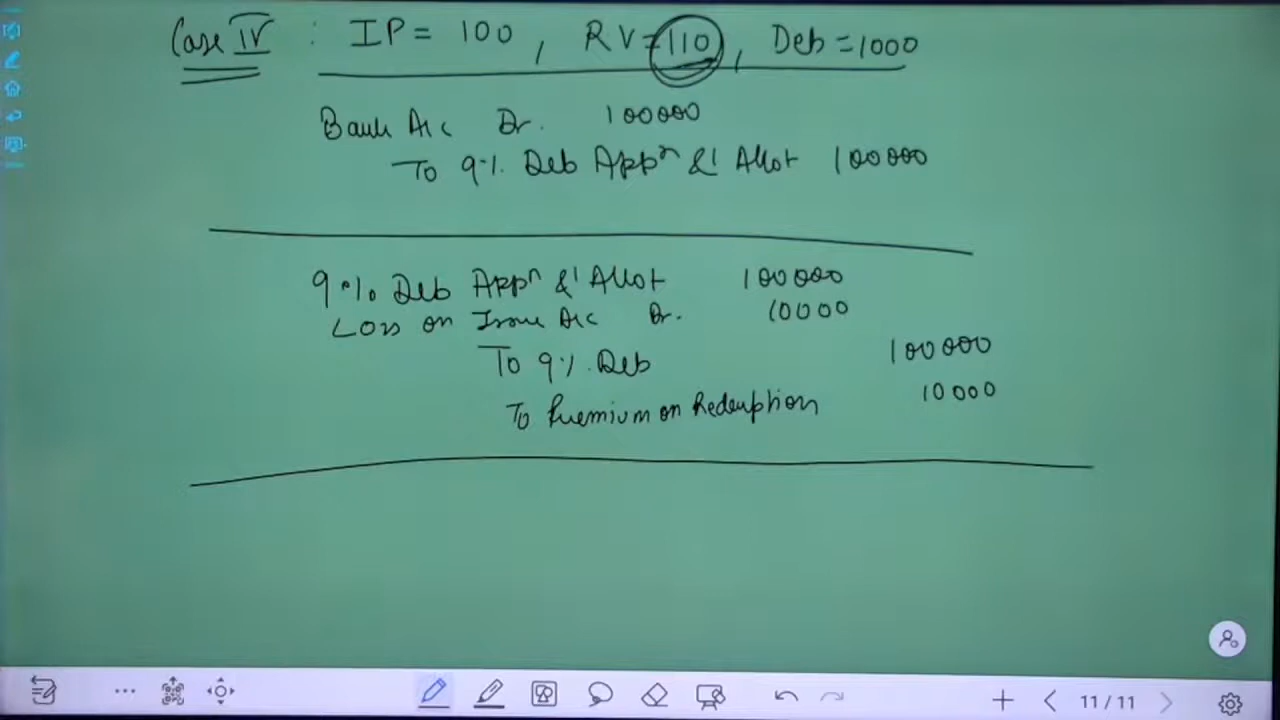 Case IV : IP = 100 , RV = 110 , Deb = 1000
Bank A/c Dr. 100000
To 9% Deb Appⁿ & Allot 100000
9% Deb Appⁿ & Allot 100000
Loss on Issue A/c Dr. 10000
To 9% Deb 100000
To Premium on Redemption 10000
11 / 11